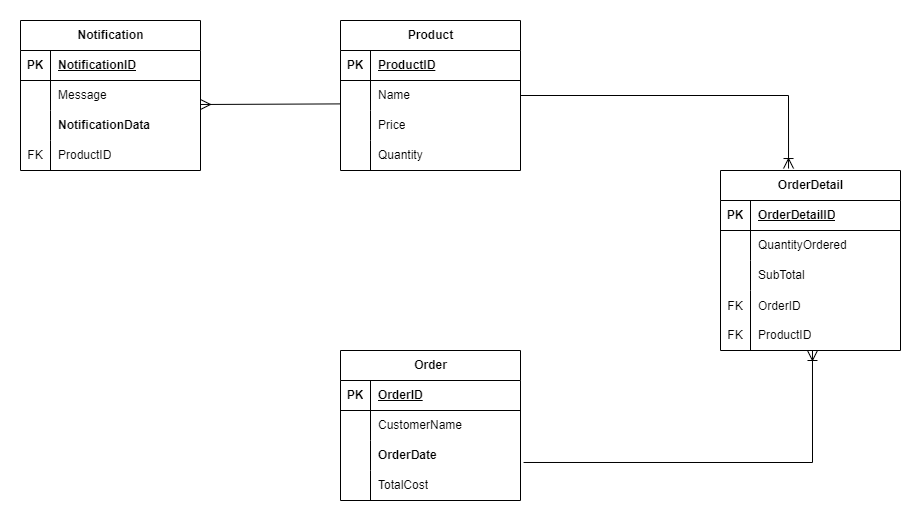 Notification
PK NotificationID
Message
NotificationData
FK ProductID
Product
PK ProductID
Name
Price
Quantity
OrderDetail
PK OrderDetailID
QuantityOrdered
SubTotal
FK OrderID
FK ProductID
Order
PK OrderID
CustomerName
OrderDate
TotalCost